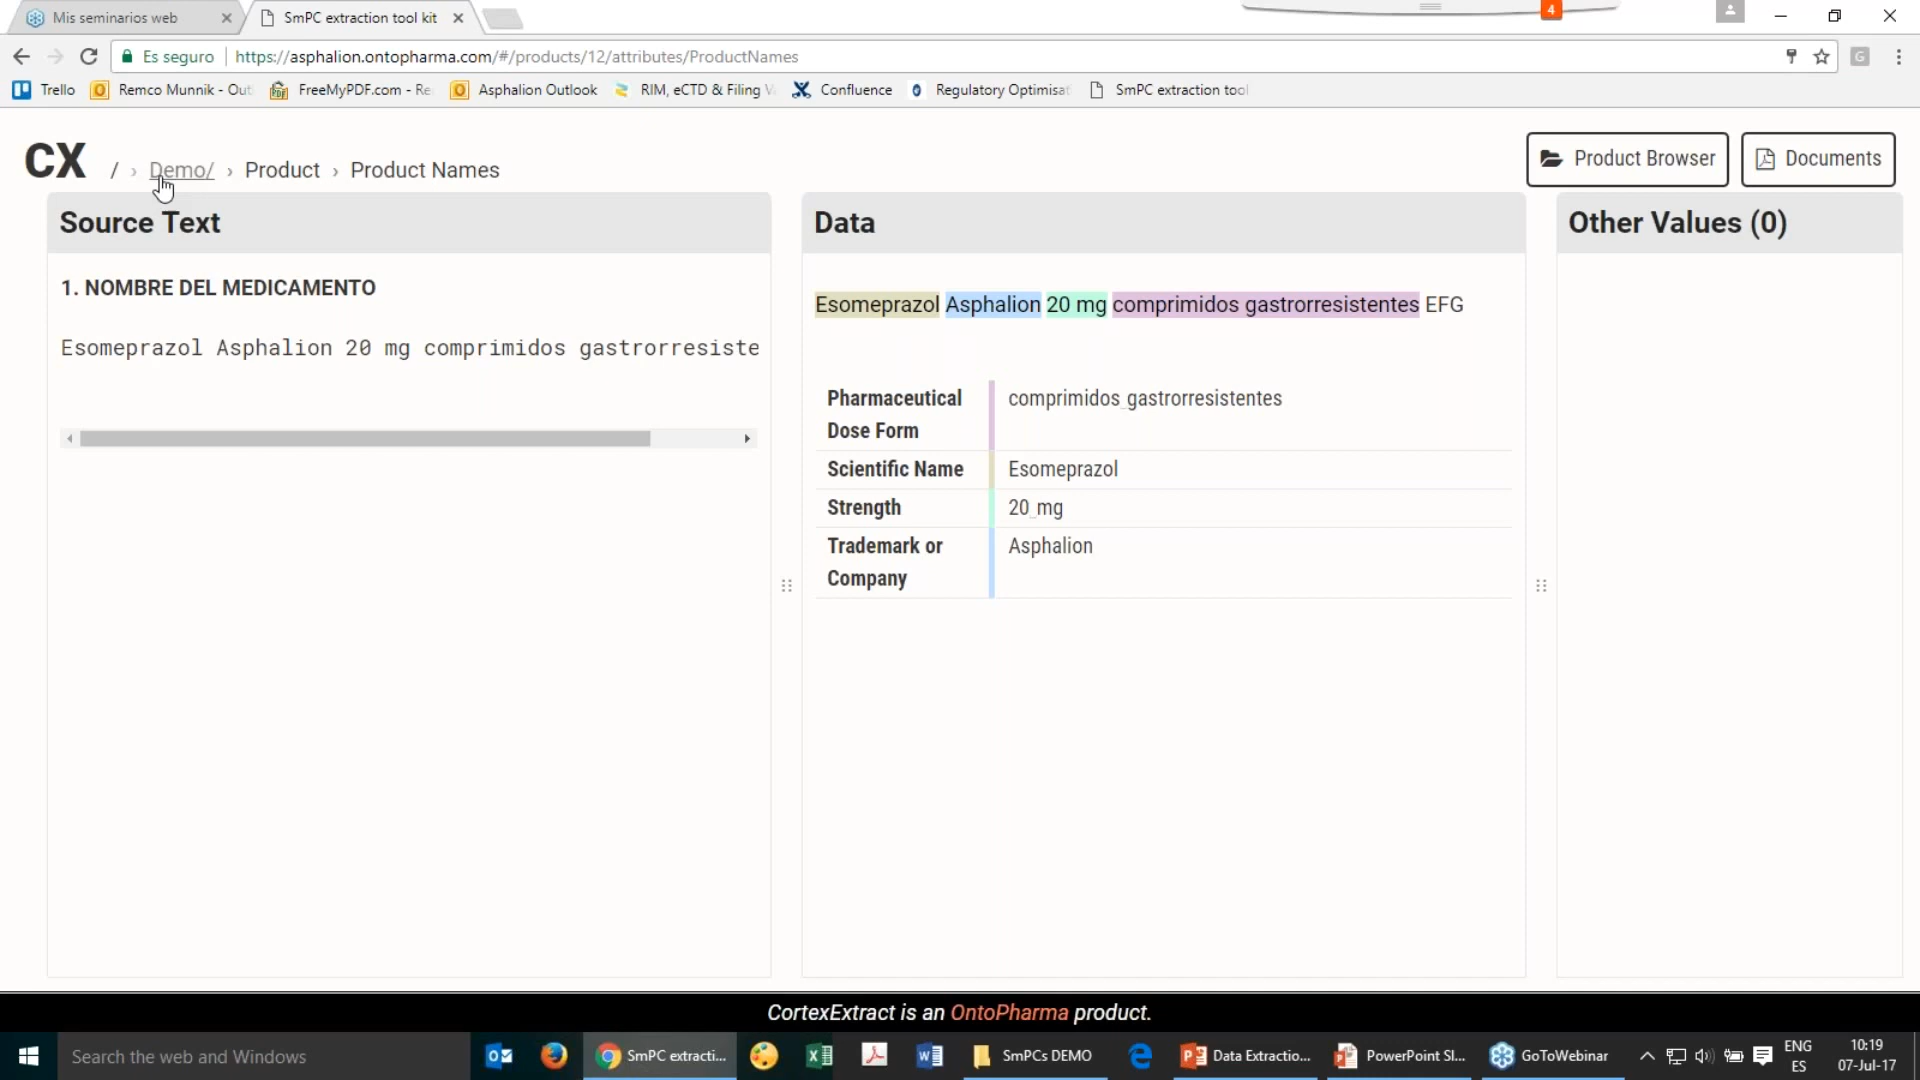 Mis seminarios web
SmPC extraction tool kit
4
Es seguro
https://asphalion.ontopharma.com/#/products/12/attributes/ProductNames
Trello
Remco Munnik - Out
FreeMyPDF.com - Re
Asphalion Outlook
RIM, eCTD & Filing
Confluence
Regulatory Optimisat
SmPC extraction tool
CX
/ › Demo/ › Product › Product Names
Product Browser
Documents
Source Text
Data
Other Values (0)
1. NOMBRE DEL MEDICAMENTO
Esomeprazol Asphalion 20 mg comprimidos gastrorresiste
Esomeprazol Asphalion 20 mg comprimidos gastrorresistentes EFG
Pharmaceutical Dose Form
comprimidos_gastrorresistentes
Scientific Name
Esomeprazol
Strength
20_mg
Trademark or Company
Asphalion
CortexExtract is an OntoPharma product.
Search the web and Windows
SmPC extracti...
SmPCs DEMO
Data Extractio...
PowerPoint Sl...
GoToWebinar
ENG
ES
10:19
07-Jul-17